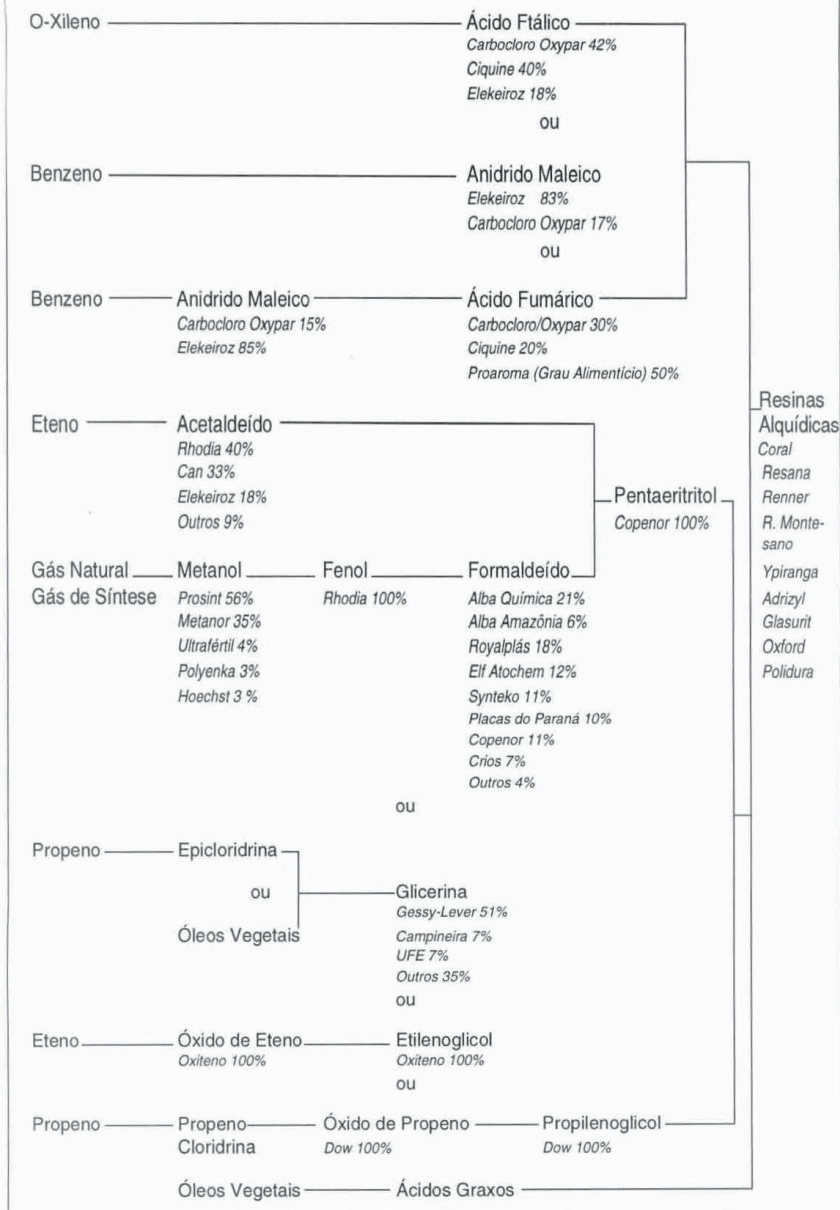 O-Xileno Ácido Ftálico
Carbocloro Oxypar 42%
Ciquine 40%
Elekeiroz 18%
ou
Benzeno Anidrido Maleico
Elekeiroz 83%
Carbocloro Oxypar 17%
ou
Benzeno Anidrido Maleico Ácido Fumárico
Carbocloro Oxypar 15% Carbocloro/Oxypar 30%
Elekeiroz 85% Ciquine 20%
Proaroma (Grau Alimentício) 50%
Resinas
Alquídicas
Coral
Resana
Renner
R. Monte-
sano
Ypiranga
Adrizyl
Glasurit
Oxford
Polidura
Eteno Acetaldeído
Rhodia 40%
Can 33%
Elekeiroz 18%
Outros 9%
Pentaeritritol
Copenor 100%
Gás Natural Metanol Fenol Formaldeído
Gás de Síntese Prosint 56% Rhodia 100% Alba Química 21%
Metanor 35% Alba Amazônia 6%
Ultrafértil 4% Royalplás 18%
Polyenka 3% Elf Atochem 12%
Hoechst 3 % Synteko 11%
Placas do Paraná 10%
Copenor 11%
Crios 7%
Outros 4%
ou
Propeno Epicloridrina
ou Glicerina
Gessy-Lever 51%
Óleos Vegetais Campineira 7%
UFE 7%
Outros 35%
ou
Eteno Óxido de Eteno Etilenoglicol
Oxiteno 100% Oxiteno 100%
ou
Propeno Propeno Óxido de Propeno Propilenoglicol
Cloridrina Dow 100% Dow 100%
Óleos Vegetais Ácidos Graxos